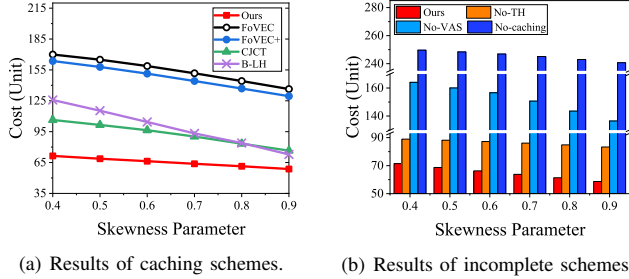 215
185
155
125
95
65
35
Cost (Unit)
Ours
FoVEC
FoVEC+
CJCT
B-LH
0.4 0.5 0.6 0.7 0.8 0.9
Skewness Parameter
(a) Results of caching schemes.
280
240
160
140
90
70
50
Cost (Unit)
Ours No-TH
No-VAS No-caching
0.4 0.5 0.6 0.7 0.8 0.9
Skewness Parameter
(b) Results of incomplete schemes